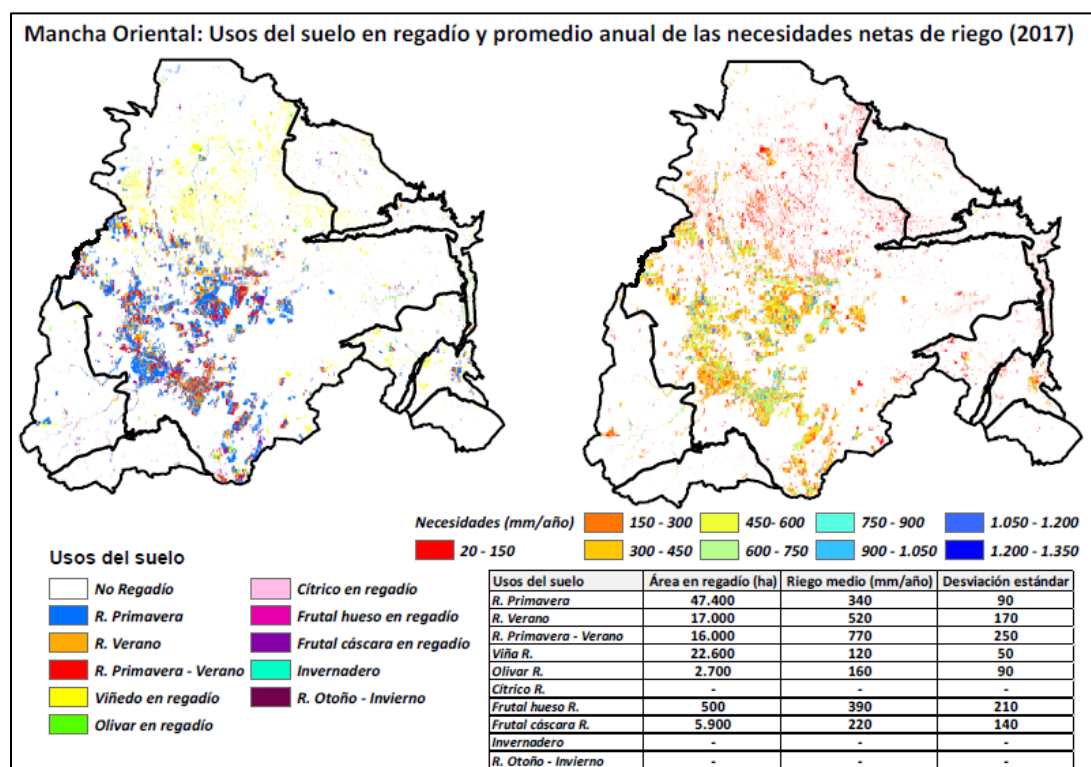 Mancha Oriental: Usos del suelo en regadío y promedio anual de las necesidades netas de riego (2017)
Necesidades (mm/año)
150 - 300
450- 600
750 - 900
1.050 - 1.200
20 - 150
300 - 450
600 - 750
900 - 1.050
1.200 - 1.350
Usos del suelo
No Regadío
R. Primavera
R. Verano
R. Primavera - Verano
Viñedo en regadío
Olivar en regadío
Cítrico en regadío
Frutal hueso en regadío
Frutal cáscara en regadío
Invernadero
R. Otoño - Invierno
Usos del suelo Área en regadío (ha) Riego medio (mm/año) Desviación estándar
R. Primavera 47.400 340 90
R. Verano 17.000 520 170
R. Primavera - Verano 16.000 770 250
Viña R. 22.600 120 50
Olivar R. 2.700 160 90
Cítrico R. - - -
Frutal hueso R. 500 390 210
Frutal cáscara R. 5.900 220 140
Invernadero - - -
R. Otoño - Invierno - - -